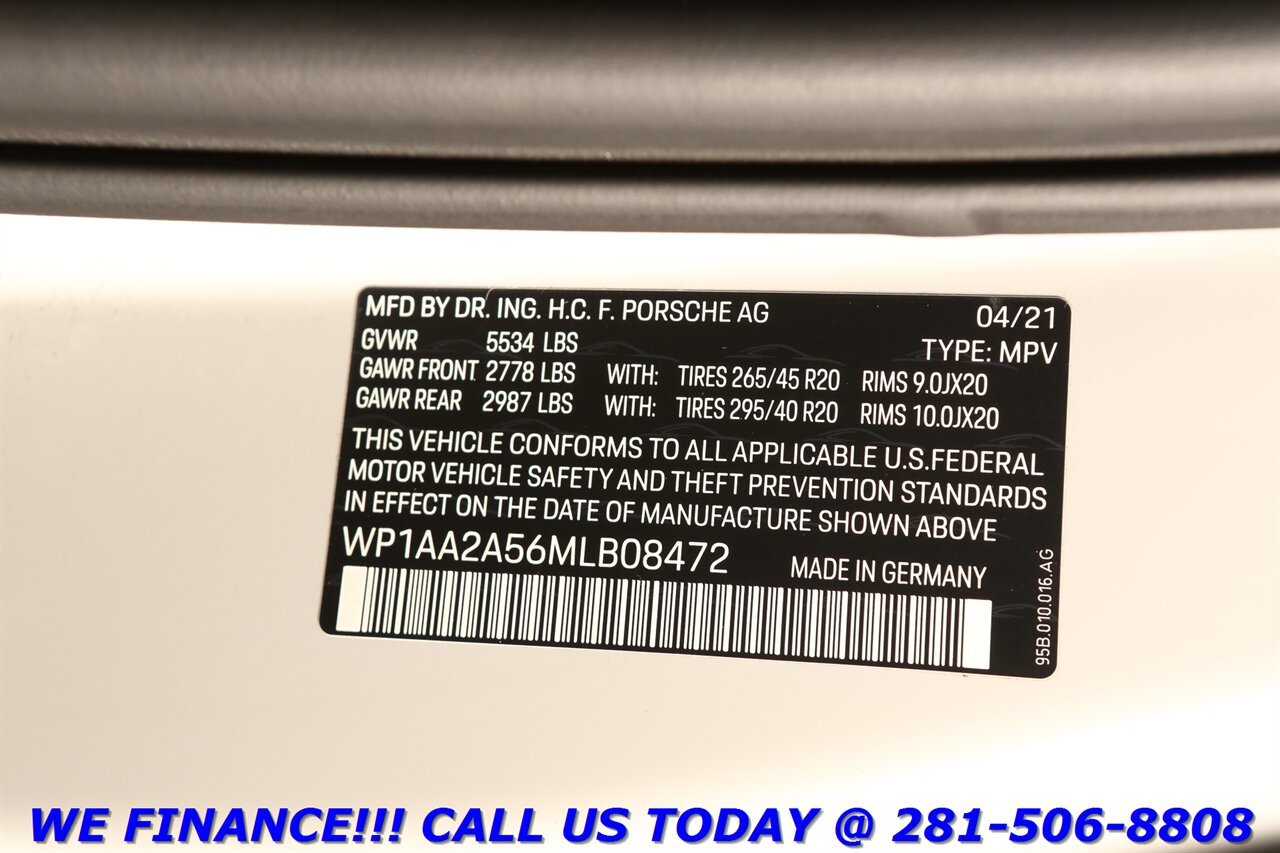 MFD BY DR. ING. H.C. F. PORSCHE AG 04/21
TYPE: MPV
GVWR 5534 LBS
GAWR FRONT 2778 LBS WITH: TIRES 265/45 R20 RIMS 9.0JX20
GAWR REAR 2987 LBS WITH: TIRES 295/40 R20 RIMS 10.0JX20
THIS VEHICLE CONFORMS TO ALL APPLICABLE U.S.FEDERAL
MOTOR VEHICLE SAFETY AND THEFT PREVENTION STANDARDS
IN EFFECT ON THE DATE OF MANUFACTURE SHOWN ABOVE
WP1AA2A56MLB08472 MADE IN GERMANY
95B.010.016.AG
WE FINANCE!!! CALL US TODAY @ 281-506-8808